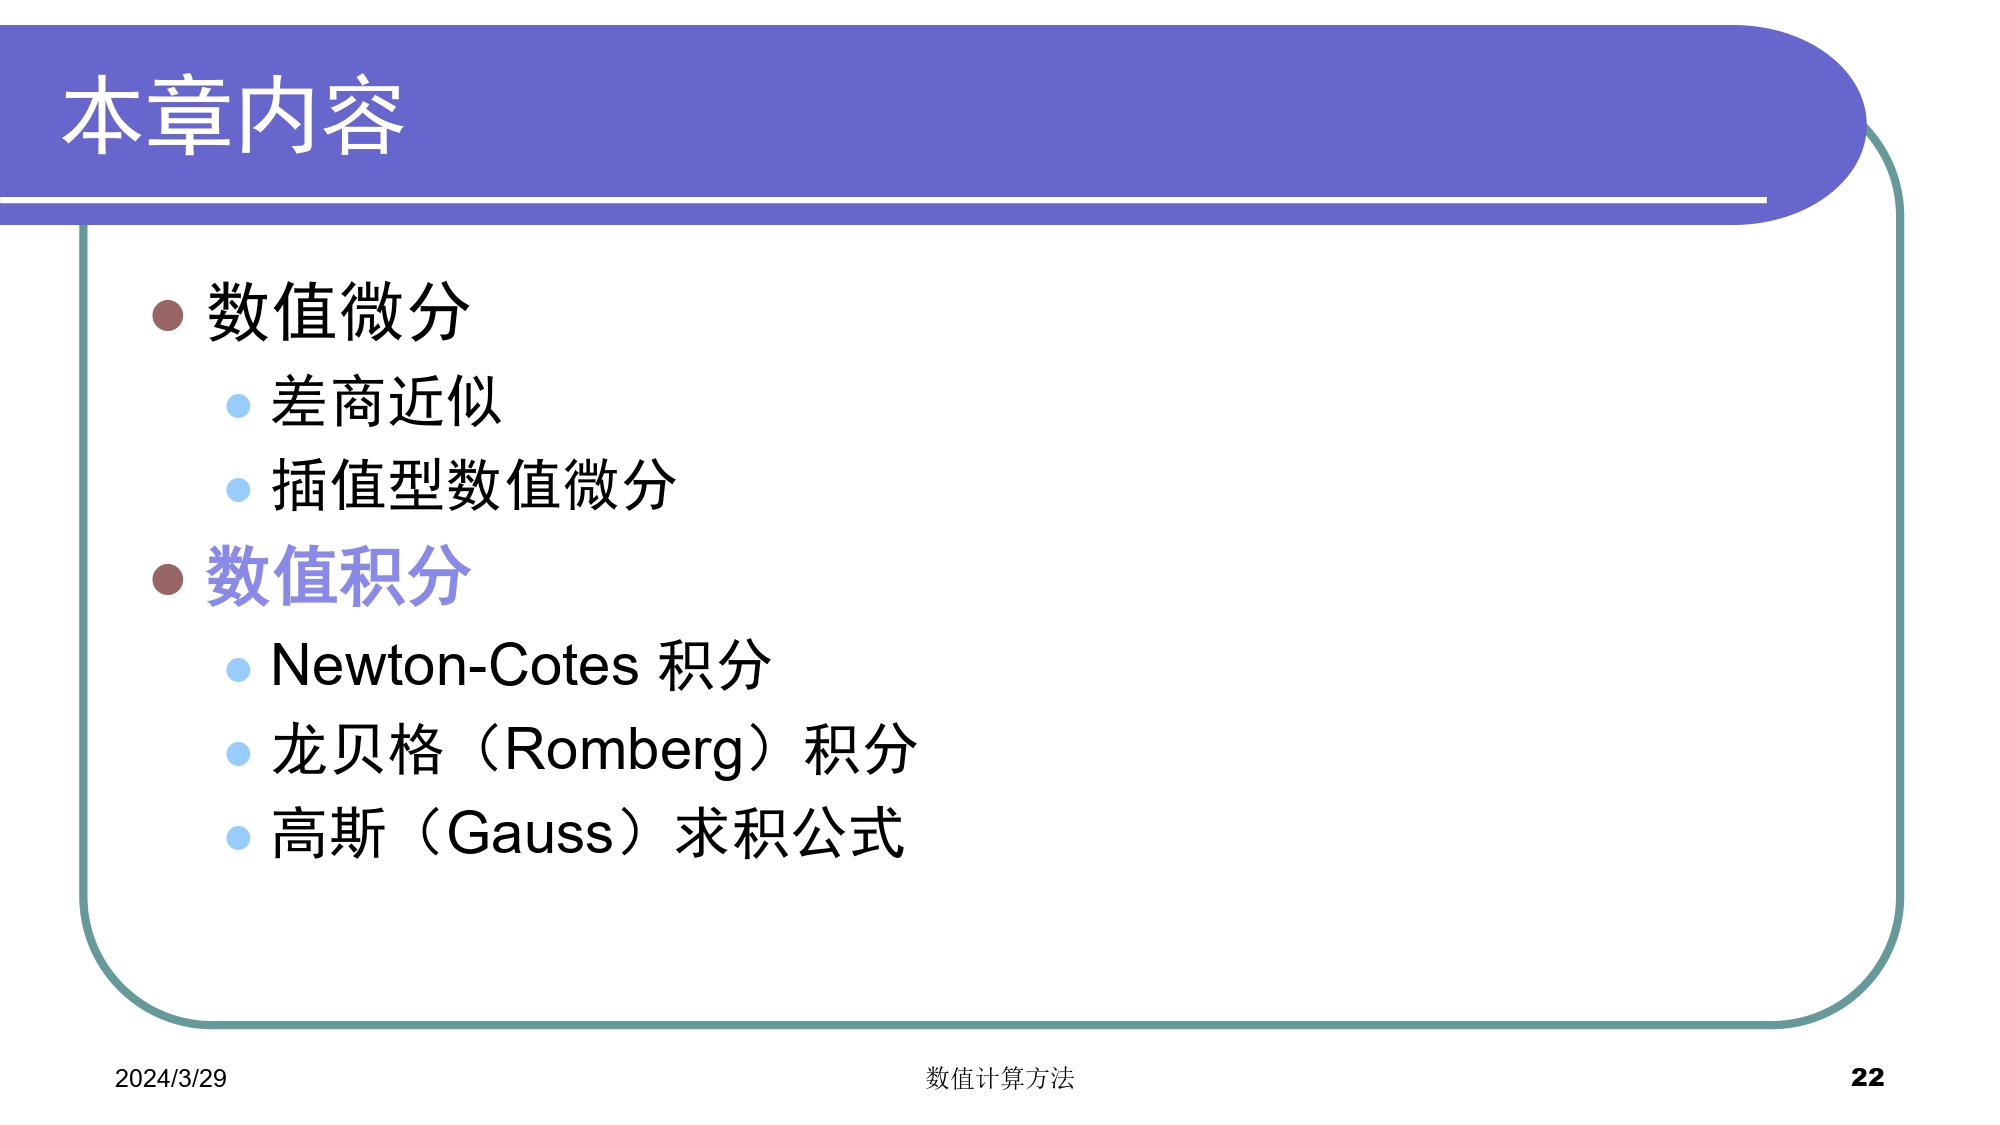 本章内容
数值微分
差商近似
插值型数值微分
数值积分
Newton-Cotes 积分
龙贝格（Romberg）积分
高斯（Gauss）求积公式
2024/3/29
数值计算方法
22